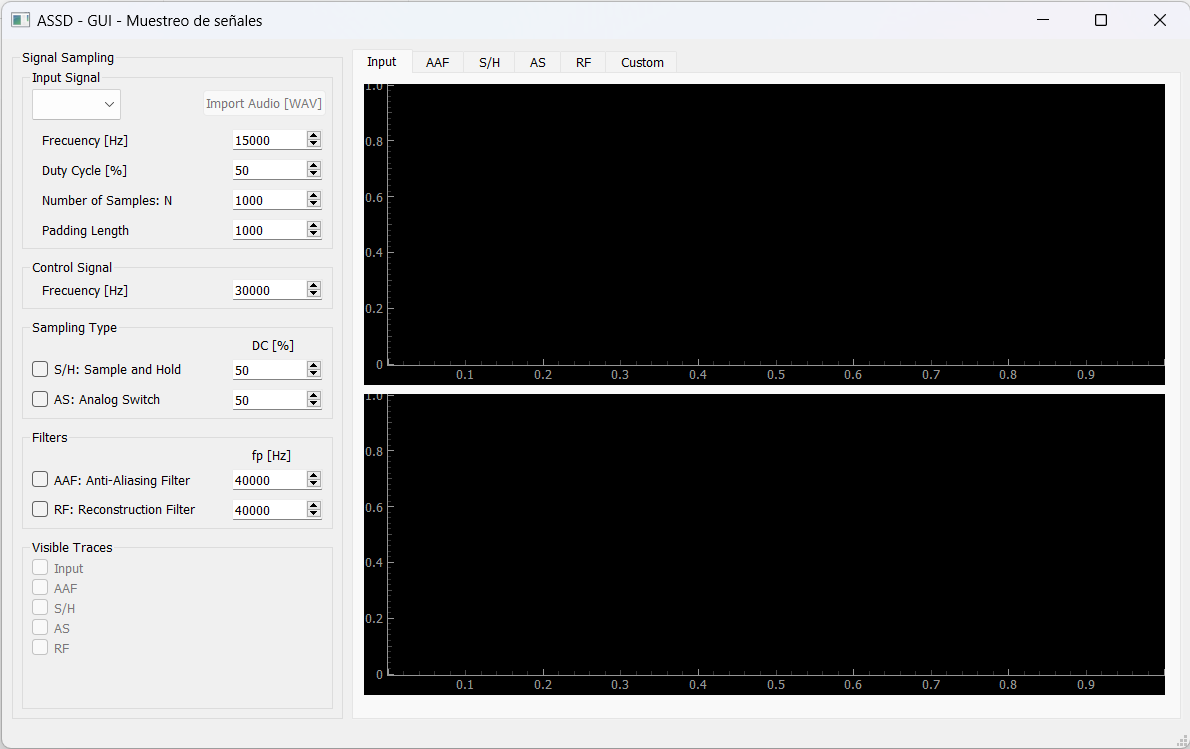 ASSD - GUI - Muestreo de señales
Signal Sampling
Input Signal
Import Audio [WAV]
Frecuency [Hz] 15000
Duty Cycle [%] 50
Number of Samples: N 1000
Padding Length 1000
Control Signal
Frecuency [Hz] 30000
Sampling Type
DC [%]
S/H: Sample and Hold 50
AS: Analog Switch 50
Filters
fp [Hz]
AAF: Anti-Aliasing Filter 40000
RF: Reconstruction Filter 40000
Visible Traces
Input
AAF
S/H
AS
RF
Input AAF S/H AS RF Custom
1.0
0.8
0.6
0.4
0.2
0
0.1 0.2 0.3 0.4 0.5 0.6 0.7 0.8 0.9
1.0
0.8
0.6
0.4
0.2
0
0.1 0.2 0.3 0.4 0.5 0.6 0.7 0.8 0.9